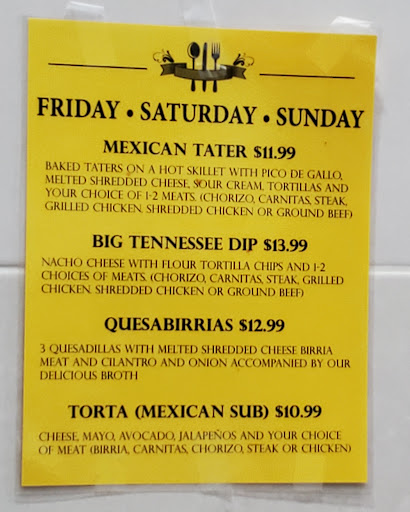 FRIDAY • SATURDAY • SUNDAY
MEXICAN TATER $11.99
BAKED TATERS ON A HOT SKILLET WITH PICO DE GALLO,
MELTED SHREDDED CHEESE, SOUR CREAM, TORTILLAS AND
YOUR CHOICE OF 1-2 MEATS. (CHORIZO, CARNITAS, STEAK,
GRILLED CHICKEN, SHREDDED CHICKEN OR GROUND BEEF)
BIG TENNESSEE DIP $13.99
NACHO CHEESE WITH FLOUR TORTILLA CHIPS AND 1-2
CHOICES OF MEATS. (CHORIZO, CARNITAS, STEAK, GRILLED
CHICKEN, SHREDDED CHICKEN OR GROUND BEEF)
QUESABIRRIAS $12.99
3 QUESADILLAS WITH MELTED SHREDDED CHEESE BIRRIA
MEAT AND CILANTRO AND ONION ACCOMPANIED BY OUR
DELICIOUS BROTH
TORTA (MEXICAN SUB) $10.99
CHEESE, MAYO, AVOCADO, JALAPEÑOS AND YOUR CHOICE
OF MEAT (BIRRIA, CARNITAS, CHORIZO, STEAK OR CHICKEN)